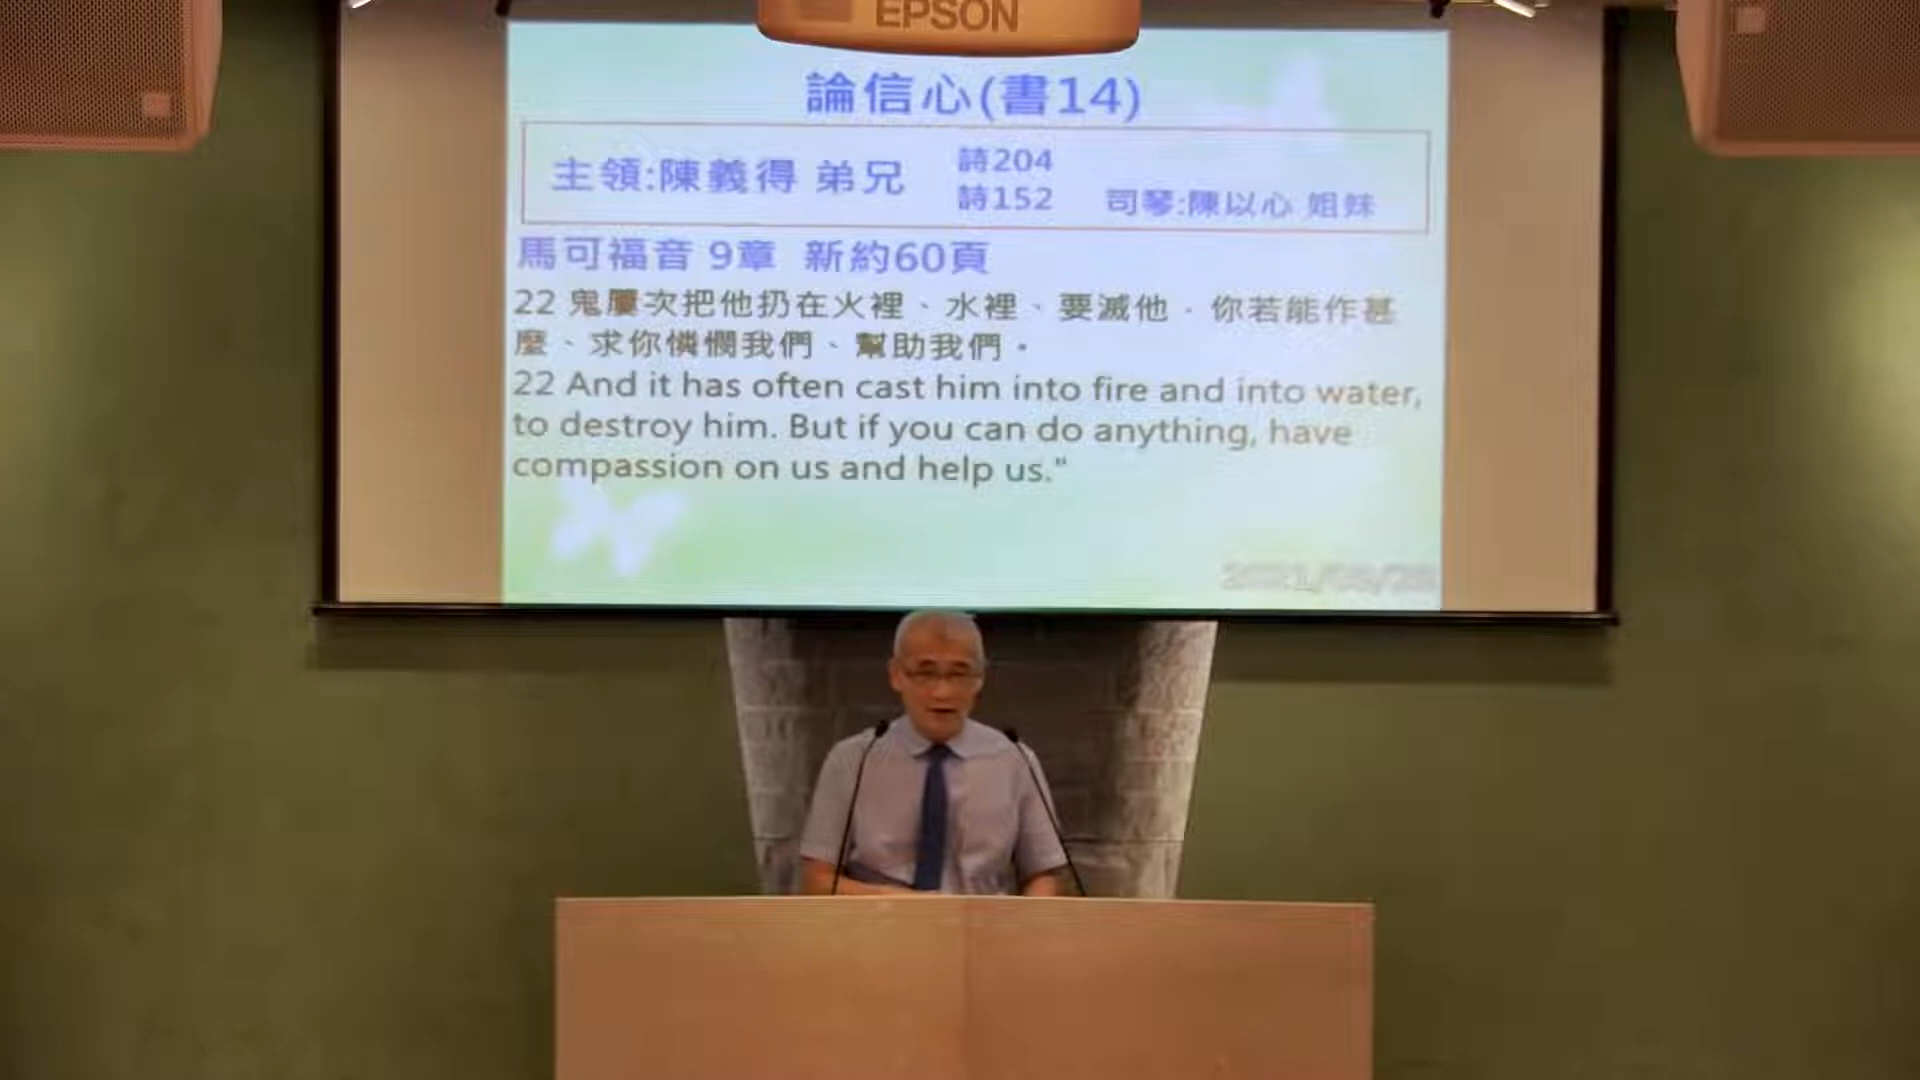 EPSON
論信心(書14)
主領:陳義得 弟兄
詩204
詩152
司琴:陳以心 姐妹
馬可福音 9章 新約60頁
22 鬼屢次把他扔在火裡、水裡、要滅他．你若能作甚
麼、求你憐憫我們、幫助我們。
22 And it has often cast him into fire and into water,
to destroy him. But if you can do anything, have
compassion on us and help us."